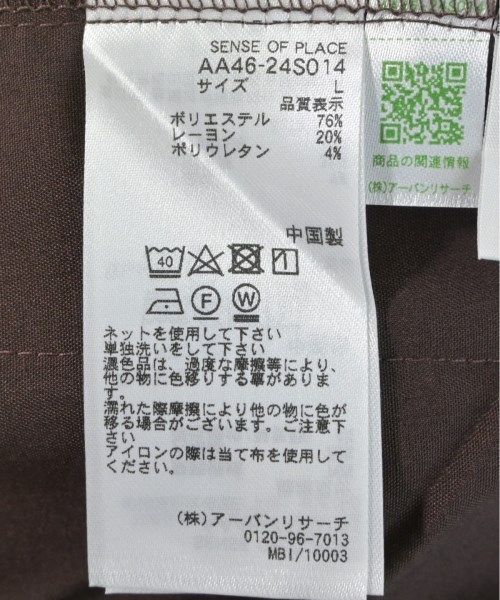 SENSE OF PLACE
AA46-24S014
サイズ L
品質表示
ポリエステル 76%
レーヨン 20%
ポリウレタン 4%
中国製
40
F
W
ネットを使用して下さい
単独洗いをして下さい
濃色品は、過度な摩擦等により、
他の物に色移りする事がありま
す。
濡れた際摩擦により他の物に色が
移る場合がございます。ご注意下
さい
アイロンの際は当て布を使用して
ください。
(株)アーバンリサーチ
0120-96-7013
MBI/10003
商品の関連情報
(株)アーバンリサーチ